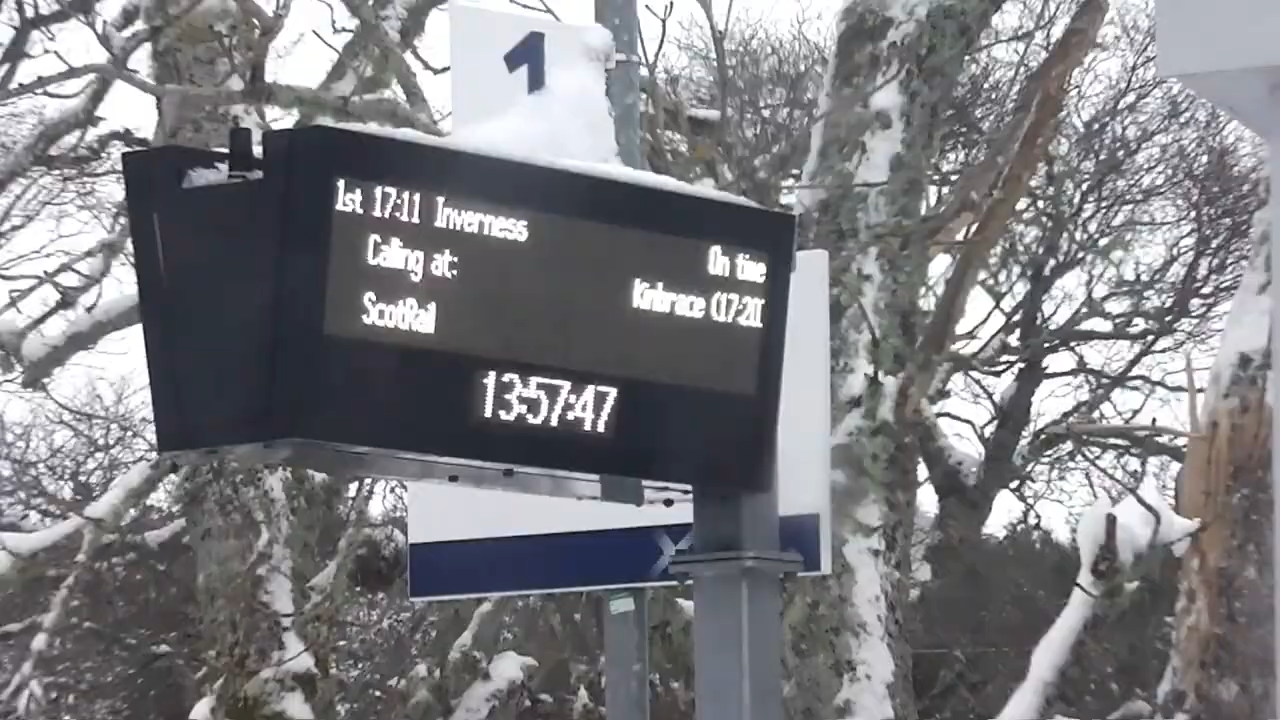 1
1st 17:11 Inverness
On time
Calling at:
Kinbrace (17:20
ScotRail
13:57:47